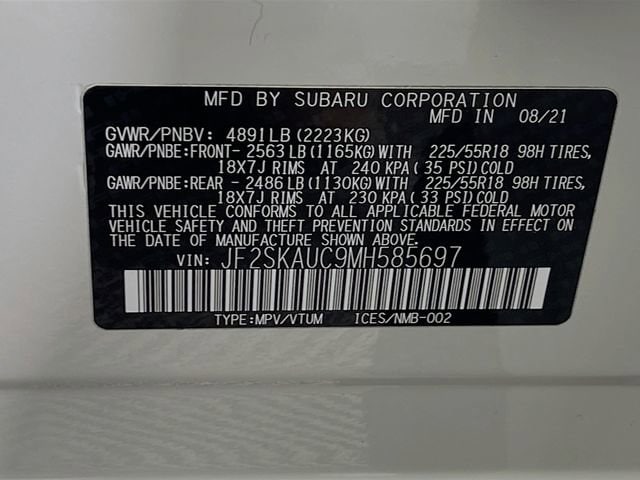 MFD BY SUBARU CORPORATION
MFD IN 08/21
GVWR/PNBV: 4891LB(2223KG)
GAWR/PNBE:FRONT-2563LB(1165KG)WITH 225/55R18 98H TIRES,
18X7J RIMS AT 240 KPA(35 PSI)COLD
GAWR/PNBE:REAR -2486LB(1130KG)WITH 225/55R18 98H TIRES,
18X7J RIMS AT 230 KPA(33 PSI)COLD
THIS VEHICLE CONFORMS TO ALL APPLICABLE FEDERAL MOTOR
VEHICLE SAFETY AND THEFT PREVENTION STANDARDS IN EFFECT ON
THE DATE OF MANUFACTURE SHOWN ABOVE.
VIN: JF2SKAUC9MH585697
TYPE:MPV/VTUM ICES/NMB-002